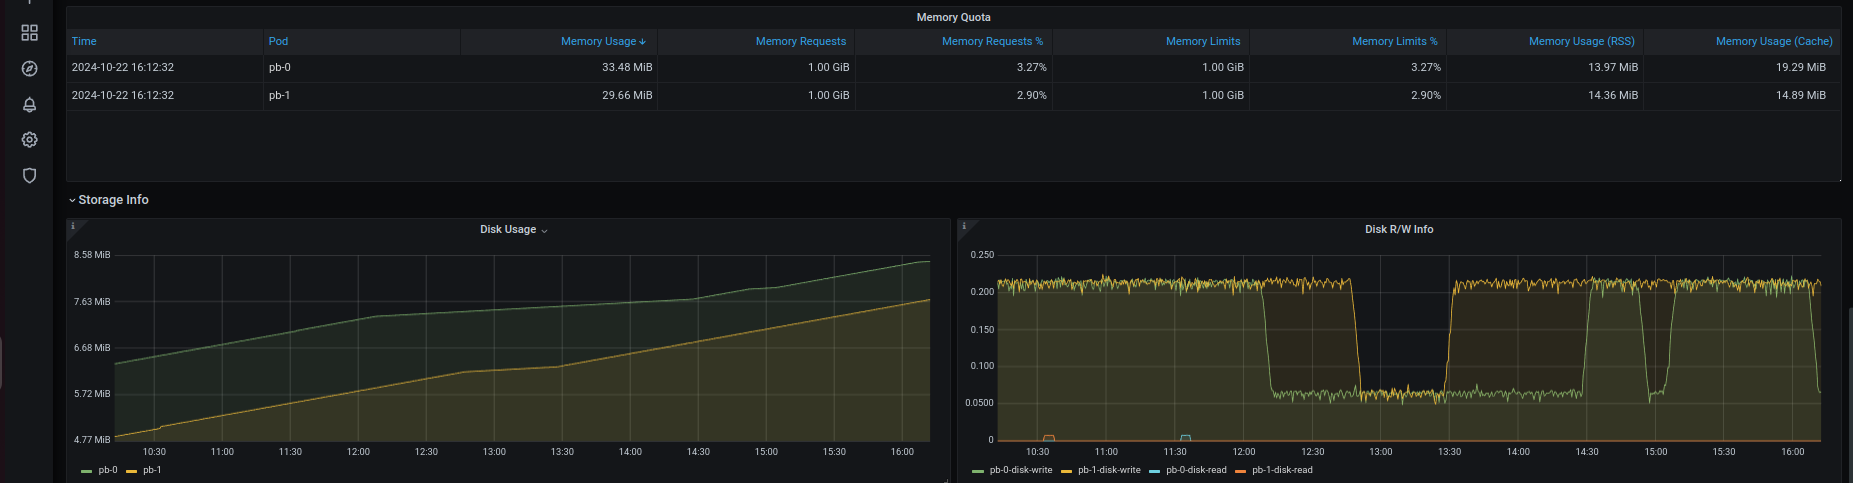 Memory Quota
Time Pod Memory Usage Memory Requests Memory Requests % Memory Limits Memory Limits % Memory Usage (RSS) Memory Usage (Cache)
2024-10-22 16:12:32 pb-0 33.48 MiB 1.00 GiB 3.27% 1.00 GiB 3.27% 13.97 MiB 19.29 MiB
2024-10-22 16:12:32 pb-1 29.66 MiB 1.00 GiB 2.90% 1.00 GiB 2.90% 14.36 MiB 14.89 MiB
Storage Info
Disk Usage
8.58 MiB
7.63 MiB
6.68 MiB
5.72 MiB
4.77 MiB
10:30 11:00 11:30 12:00 12:30 13:00 13:30 14:00 14:30 15:00 15:30 16:00
pb-0 pb-1
Disk R/W Info
0.250
0.200
0.150
0.100
0.0500
0
10:30 11:00 11:30 12:00 12:30 13:00 13:30 14:00 14:30 15:00 15:30 16:00
pb-0-disk-write pb-1-disk-write pb-0-disk-read pb-1-disk-read